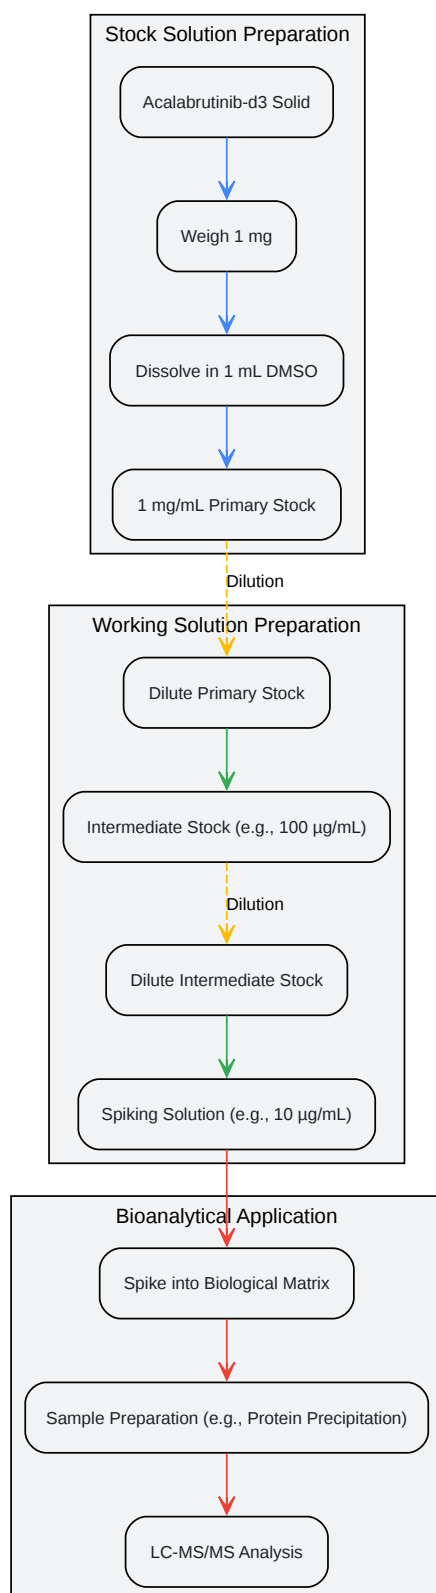 Stock Solution Preparation
Acalabrutinib-d3 Solid
Weigh 1 mg
Dissolve in 1 mL DMSO
1 mg/mL Primary Stock
Dilution
Working Solution Preparation
Dilute Primary Stock
Intermediate Stock (e.g., 100 µg/mL)
Dilution
Dilute Intermediate Stock
Spiking Solution (e.g., 10 µg/mL)
Bioanalytical Application
Spike into Biological Matrix
Sample Preparation (e.g., Protein Precipitation)
LC-MS/MS Analysis